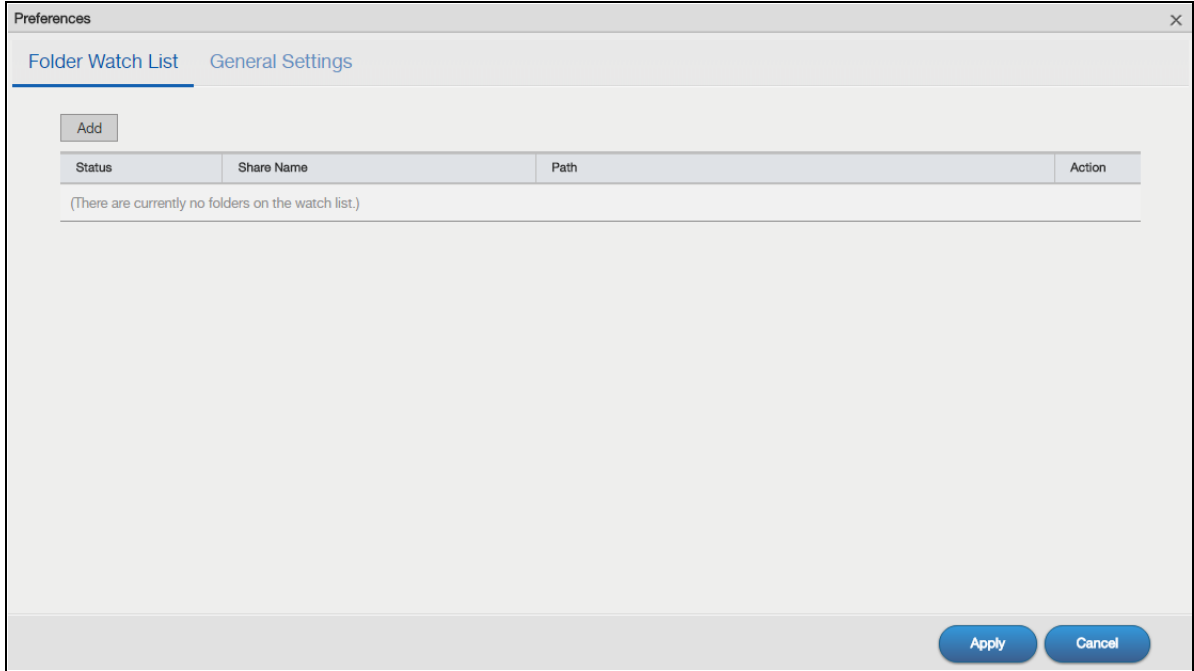 Preferences
Folder Watch List General Settings
Add
Status Share Name Path Action
(There are currently no folders on the watch list.)
Apply Cancel